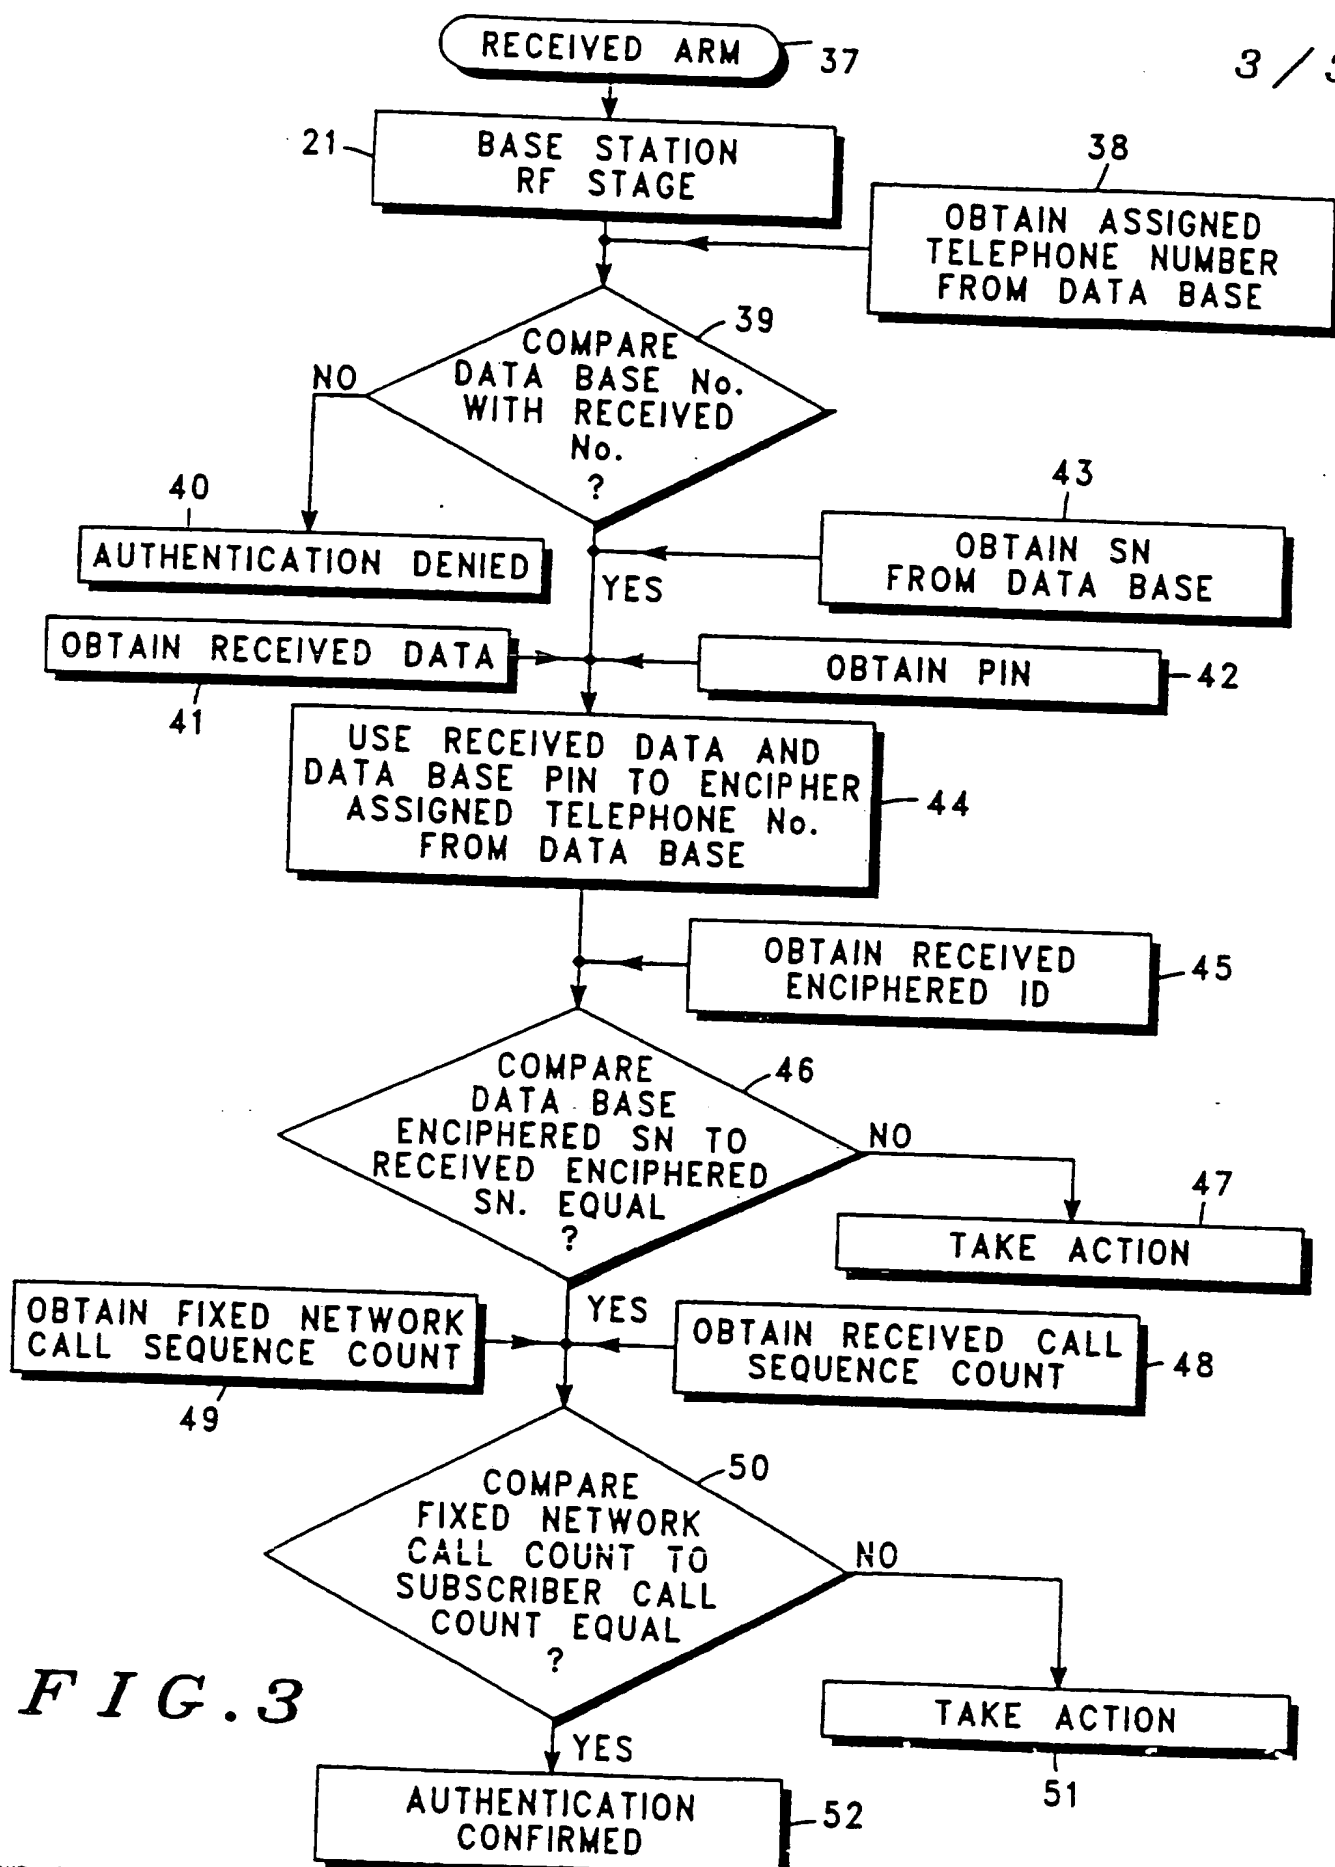 RECEIVED ARM
37
3 / 3
21
BASE STATION
RF STAGE
38
OBTAIN ASSIGNED
TELEPHONE NUMBER
FROM DATA BASE
39
COMPARE
DATA BASE No.
WITH RECEIVED
No.
?
NO
40
AUTHENTICATION DENIED
43
OBTAIN SN
FROM DATA BASE
YES
OBTAIN RECEIVED DATA
41
OBTAIN PIN
42
USE RECEIVED DATA AND
DATA BASE PIN TO ENCIPHER
ASSIGNED TELEPHONE No.
FROM DATA BASE
44
OBTAIN RECEIVED
ENCIPHERED ID
45
COMPARE
DATA BASE
ENCIPHERED SN TO
RECEIVED ENCIPHERED
SN. EQUAL
?
46
NO
47
TAKE ACTION
YES
OBTAIN FIXED NETWORK
CALL SEQUENCE COUNT
49
OBTAIN RECEIVED CALL
SEQUENCE COUNT
48
COMPARE
FIXED NETWORK
CALL COUNT TO
SUBSCRIBER CALL
COUNT EQUAL
?
50
NO
TAKE ACTION
51
YES
AUTHENTICATION
CONFIRMED
52
FIG.3